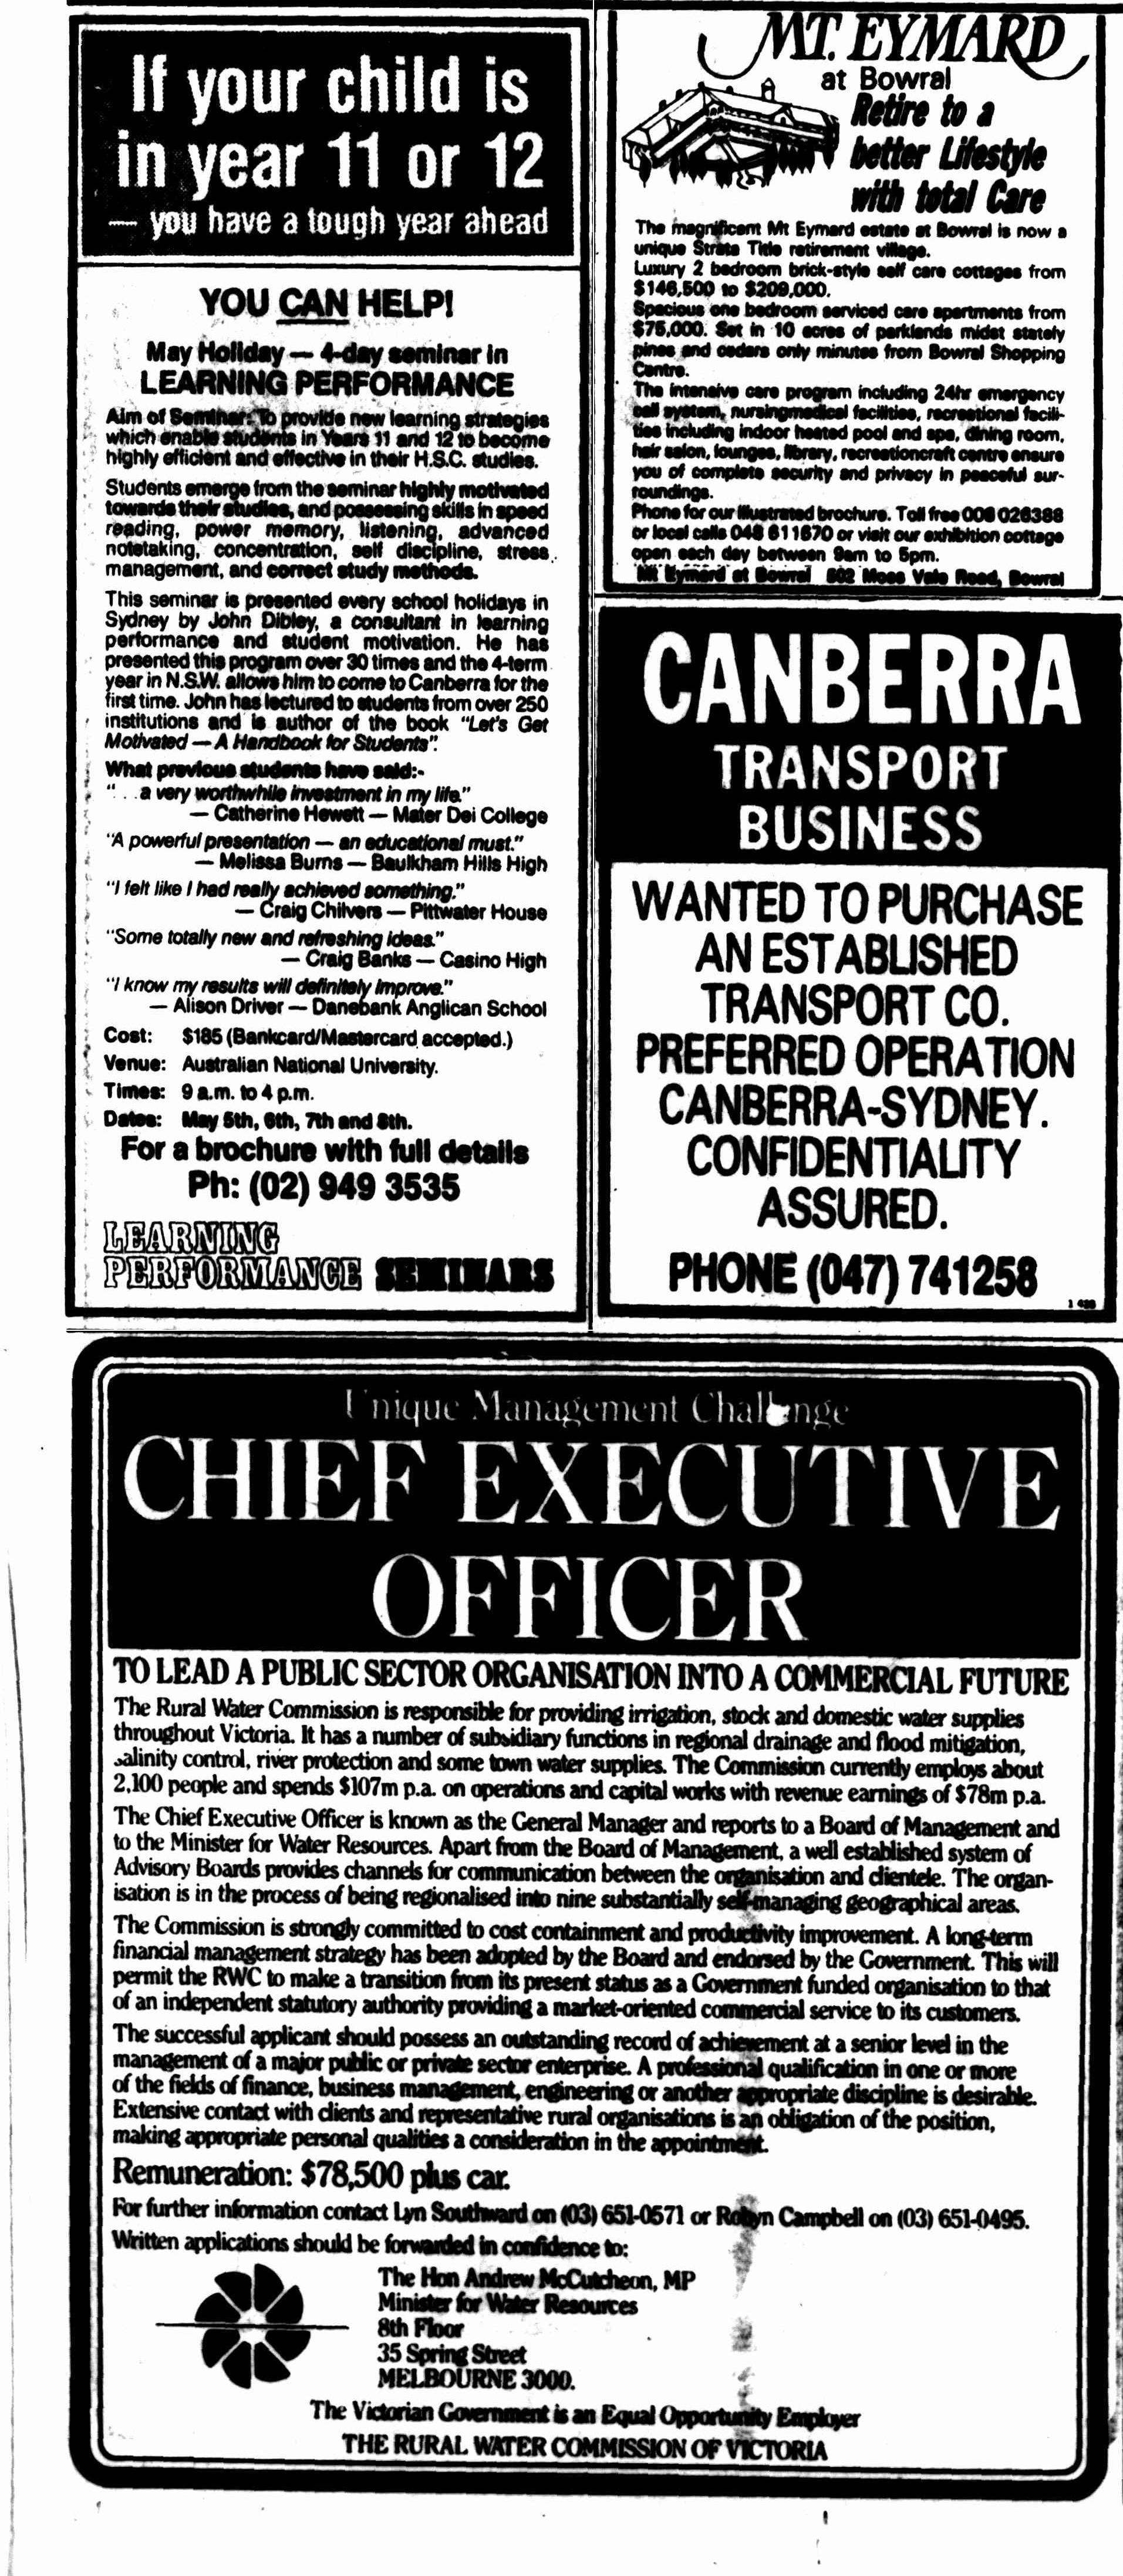 If your child is
in year 11 or 12
— you have a tough year ahead
YOU CAN HELP!
May Holiday — 4-day seminar in
LEARNING PERFORMANCE
Aim of Seminar: To provide new learning strategies
which enable students in Years 11 and 12 to become
highly efficient and effective in their H.S.C. studies.
Students emerge from the seminar highly motivated
towards their studies, and possessing skills in speed
reading, power memory, listening, advanced
notetaking, concentration, self discipline, stress
management, and correct study methods.
This seminar is presented every school holidays in
Sydney by John Dibley, a consultant in learning
performance and student motivation. He has
presented this program over 30 times and the 4-term
year in N.S.W. allows him to come to Canberra for the
first time. John has lectured to students from over 250
institutions and is author of the book "Let's Get
Motivated — A Handbook for Students".
What previous students have said:-
". . .a very worthwhile investment in my life."
— Catherine Hewett — Mater Dei College
"A powerful presentation — an educational must."
— Melissa Burns — Baulkham Hills High
"I felt like I had really achieved something."
— Craig Chilvers — Pittwater House
"Some totally new and refreshing ideas."
— Craig Banks — Casino High
"I know my results will definitely improve."
— Alison Driver — Danebank Anglican School
Cost: $185 (Bankcard/Mastercard accepted.)
Venue: Australian National University.
Times: 9 a.m. to 4 p.m.
Dates: May 5th, 6th, 7th and 8th.
For a brochure with full details
Ph: (02) 949 3535
LEARNING
PERFORMANCE SEMINARS
MT. EYMARD
at Bowral
Retire to a
better Lifestyle
with total Care
The magnificent Mt Eymard estate at Bowral is now a
unique Strata Title retirement village.
Luxury 2 bedroom brick-style self care cottages from
$146,500 to $209,000.
Spacious one bedroom serviced care apartments from
$75,000. Set in 10 acres of parklands midst stately
pines and cedars only minutes from Bowral Shopping
Centre.
The intensive care program including 24hr emergency
call system, nursingmedical facilities, recreational facili-
ties including indoor heated pool and spa, dining room,
hair salon, lounges, library, recreationcraft centre ensure
you of complete security and privacy in peaceful sur-
roundings.
Phone for our illustrated brochure. Toll free 008 026388
or local calls 048 611670 or visit our exhibition cottage
open each day between 9am to 5pm.
Mt Eymard at Bowral 502 Moss Vale Road, Bowral
CANBERRA
TRANSPORT
BUSINESS
WANTED TO PURCHASE
AN ESTABLISHED
TRANSPORT CO.
PREFERRED OPERATION
CANBERRA-SYDNEY.
CONFIDENTIALITY
ASSURED.
PHONE (047) 741258
Unique Management Challenge
CHIEF EXECUTIVE
OFFICER
TO LEAD A PUBLIC SECTOR ORGANISATION INTO A COMMERCIAL FUTURE
The Rural Water Commission is responsible for providing irrigation, stock and domestic water supplies
throughout Victoria. It has a number of subsidiary functions in regional drainage and flood mitigation,
salinity control, river protection and some town water supplies. The Commission currently employs about
2,100 people and spends $107m p.a. on operations and capital works with revenue earnings of $78m p.a.
The Chief Executive Officer is known as the General Manager and reports to a Board of Management and
to the Minister for Water Resources. Apart from the Board of Management, a well established system of
Advisory Boards provides channels for communication between the organisation and clientele. The organ-
isation is in the process of being regionalised into nine substantially self-managing geographical areas.
The Commission is strongly committed to cost containment and productivity improvement. A long-term
financial management strategy has been adopted by the Board and endorsed by the Government. This will
permit the RWC to make a transition from its present status as a Government funded organisation to that
of an independent statutory authority providing a market-oriented commercial service to its customers.
The successful applicant should possess an outstanding record of achievement at a senior level in the
management of a major public or private sector enterprise. A professional qualification in one or more
of the fields of finance, business management, engineering or another appropriate discipline is desirable.
Extensive contact with clients and representative rural organisations is an obligation of the position,
making appropriate personal qualities a consideration in the appointment.
Remuneration: $78,500 plus car.
For further information contact Lyn Southward on (03) 651-0571 or Robyn Campbell on (03) 651-0495.
Written applications should be forwarded in confidence to:
The Hon Andrew McCutcheon, MP
Minister for Water Resources
8th Floor
35 Spring Street
MELBOURNE 3000.
The Victorian Government is an Equal Opportunity Employer
THE RURAL WATER COMMISSION OF VICTORIA